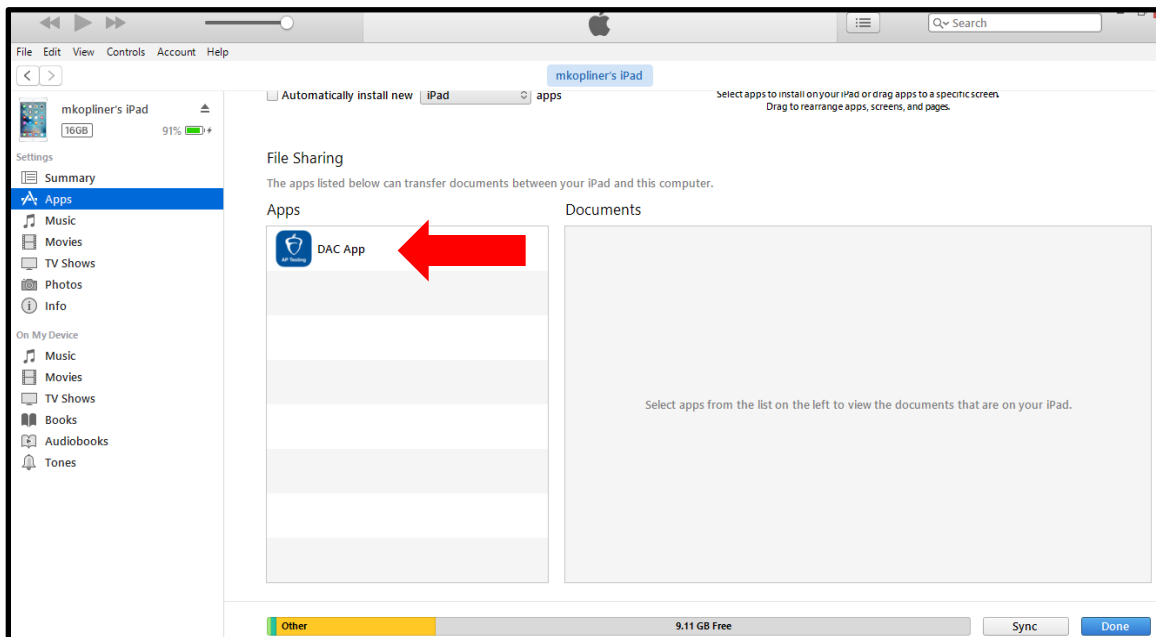 Search
File Edit View Controls Account Help
mkopliner's iPad
mkopliner's iPad
16GB 91%
Automatically install new iPad apps
Select apps to install on your iPad or drag apps to a specific screen.
Drag to rearrange apps, screens, and pages.
Settings
Summary
Apps
Music
Movies
TV Shows
Photos
Info
On My Device
Music
Movies
TV Shows
Books
Audiobooks
Tones
File Sharing
The apps listed below can transfer documents between your iPad and this computer.
Apps
Documents
AP Testing
DAC App
Select apps from the list on the left to view the documents that are on your iPad.
Other
9.11 GB Free
Sync
Done